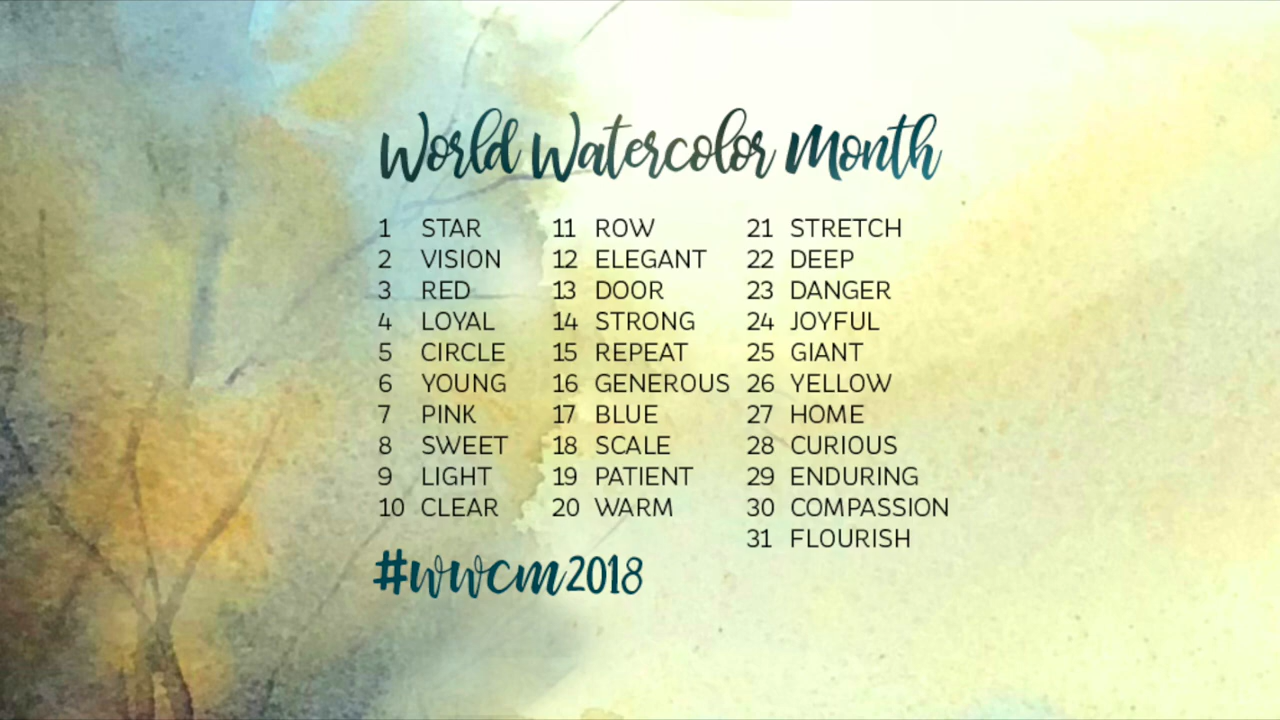 World Watercolor Month
1 STAR
2 VISION
3 RED
4 LOYAL
5 CIRCLE
6 YOUNG
7 PINK
8 SWEET
9 LIGHT
10 CLEAR
11 ROW
12 ELEGANT
13 DOOR
14 STRONG
15 REPEAT
16 GENEROUS
17 BLUE
18 SCALE
19 PATIENT
20 WARM
21 STRETCH
22 DEEP
23 DANGER
24 JOYFUL
25 GIANT
26 YELLOW
27 HOME
28 CURIOUS
29 ENDURING
30 COMPASSION
31 FLOURISH
#wwcm2018